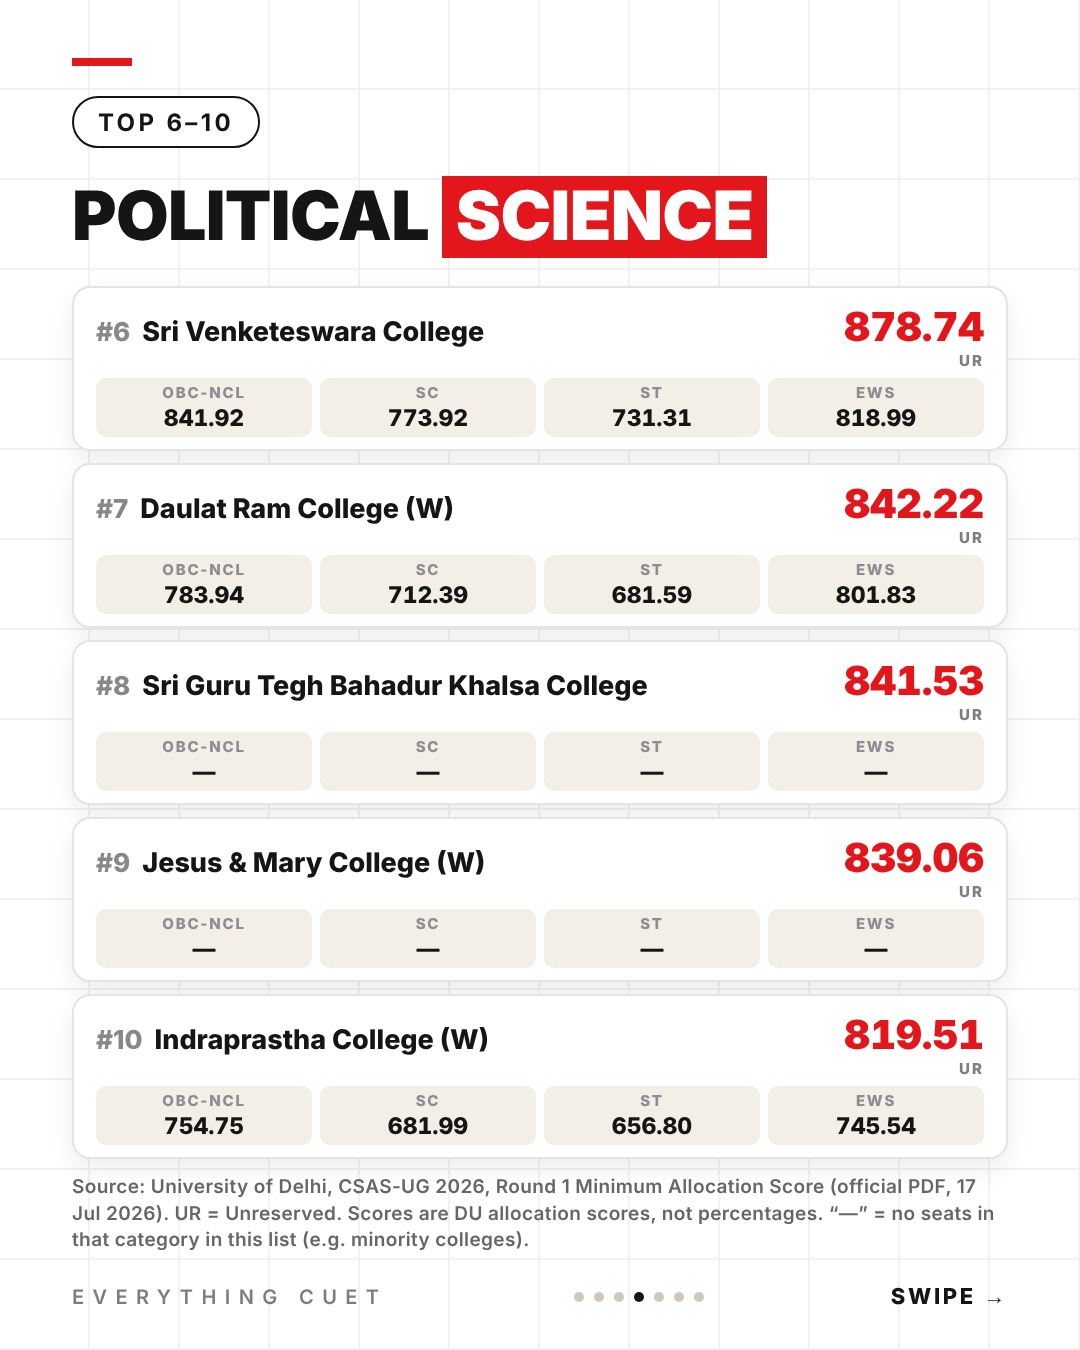 TOP 6–10
POLITICAL SCIENCE
#6 Sri Venketeswara College 878.74
UR
OBC-NCL SC ST EWS
841.92 773.92 731.31 818.99
#7 Daulat Ram College (W) 842.22
UR
OBC-NCL SC ST EWS
783.94 712.39 681.59 801.83
#8 Sri Guru Tegh Bahadur Khalsa College 841.53
UR
OBC-NCL SC ST EWS
— — — —
#9 Jesus & Mary College (W) 839.06
UR
OBC-NCL SC ST EWS
— — — —
#10 Indraprastha College (W) 819.51
UR
OBC-NCL SC ST EWS
754.75 681.99 656.80 745.54
Source: University of Delhi, CSAS-UG 2026, Round 1 Minimum Allocation Score (official PDF, 17
Jul 2026). UR = Unreserved. Scores are DU allocation scores, not percentages. “—” = no seats in
that category in this list (e.g. minority colleges).
EVERYTHING CUET SWIPE →